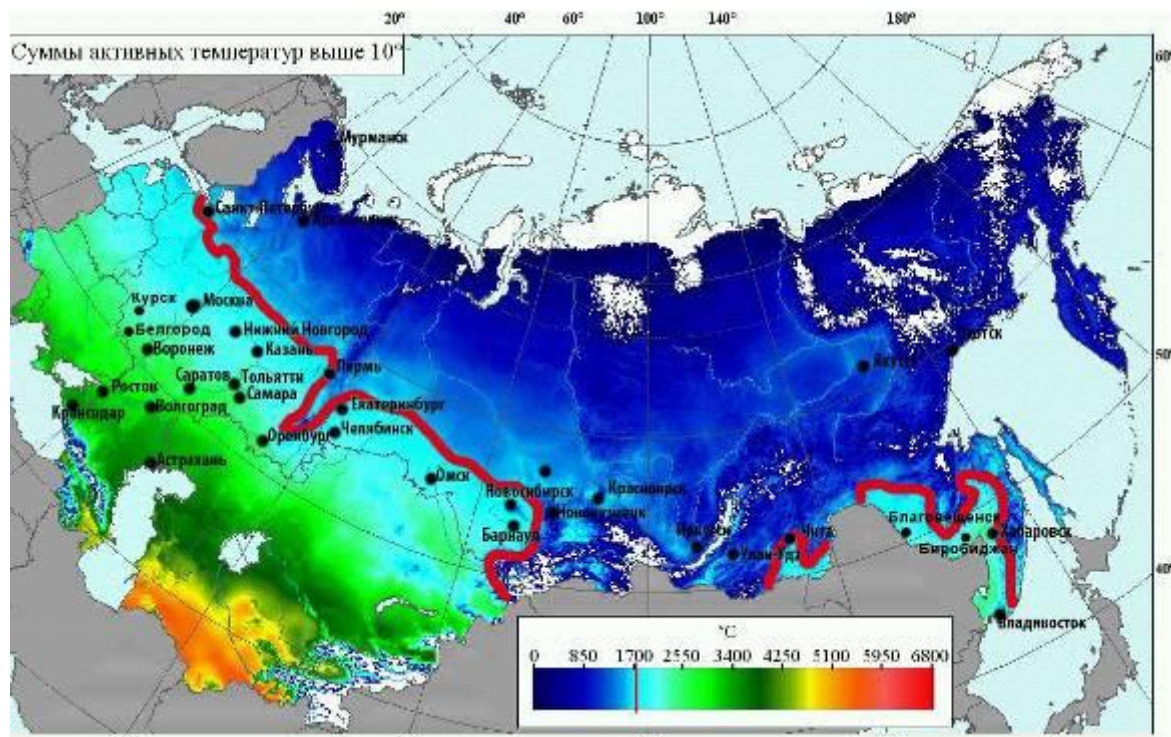 20° 40° 60° 100° 140° 180°
Суммы активных температур выше 10°
60°
Мурманск
Санкт-Петербург
Курск
Москва
Белгород
Нижний Новгород
Воронеж
Казань
50°
Якутск
Пермь
Саратов
Тольятти
Ростов
Самара
Краснодар
Волгоград
Екатеринбург
Оренбург
Челябинск
Астрахань
Омск
Новосибирск
Красноярск
Новокузнецк
Барнаул
Иркутск
Улан-Удэ
Чита
Благовещенск
Хабаровск
Биробиджан
40°
Владивосток
°C
0 850 1700 2550 3400 4250 5100 5950 6800